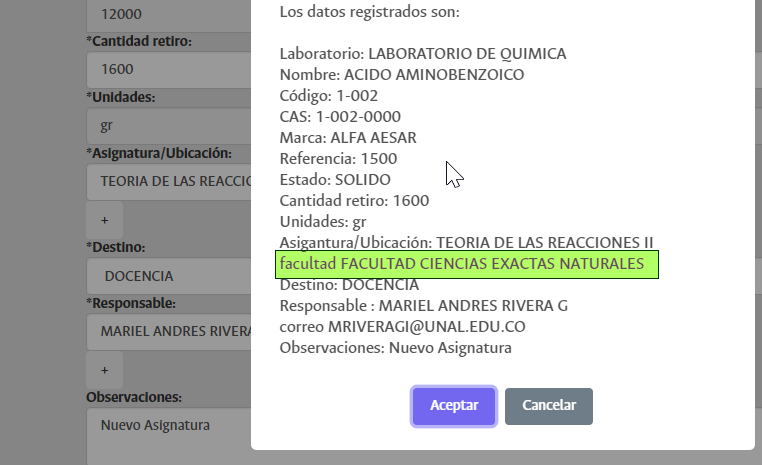 12000
*Cantidad retiro:
1600
*Unidades:
gr
*Asignatura/Ubicación:
TEORIA DE LAS REACCIO
+
*Destino:
DOCENCIA
*Responsable:
MARIEL ANDRES RIVERA
+
Observaciones:
Nuevo Asignatura
Los datos registrados son:
Laboratorio: LABORATORIO DE QUIMICA
Nombre: ACIDO AMINOBENZOICO
Código: 1-002
CAS: 1-002-0000
Marca: ALFA AESAR
Referencia: 1500
Estado: SOLIDO
Cantidad retiro: 1600
Unidades: gr
Asigantura/Ubicación: TEORIA DE LAS REACCIONES II
facultad FACULTAD CIENCIAS EXACTAS NATURALES
Destino: DOCENCIA
Responsable : MARIEL ANDRES RIVERA G
correo MRIVERAGI@UNAL.EDU.CO
Observaciones: Nuevo Asignatura
Aceptar
Cancelar